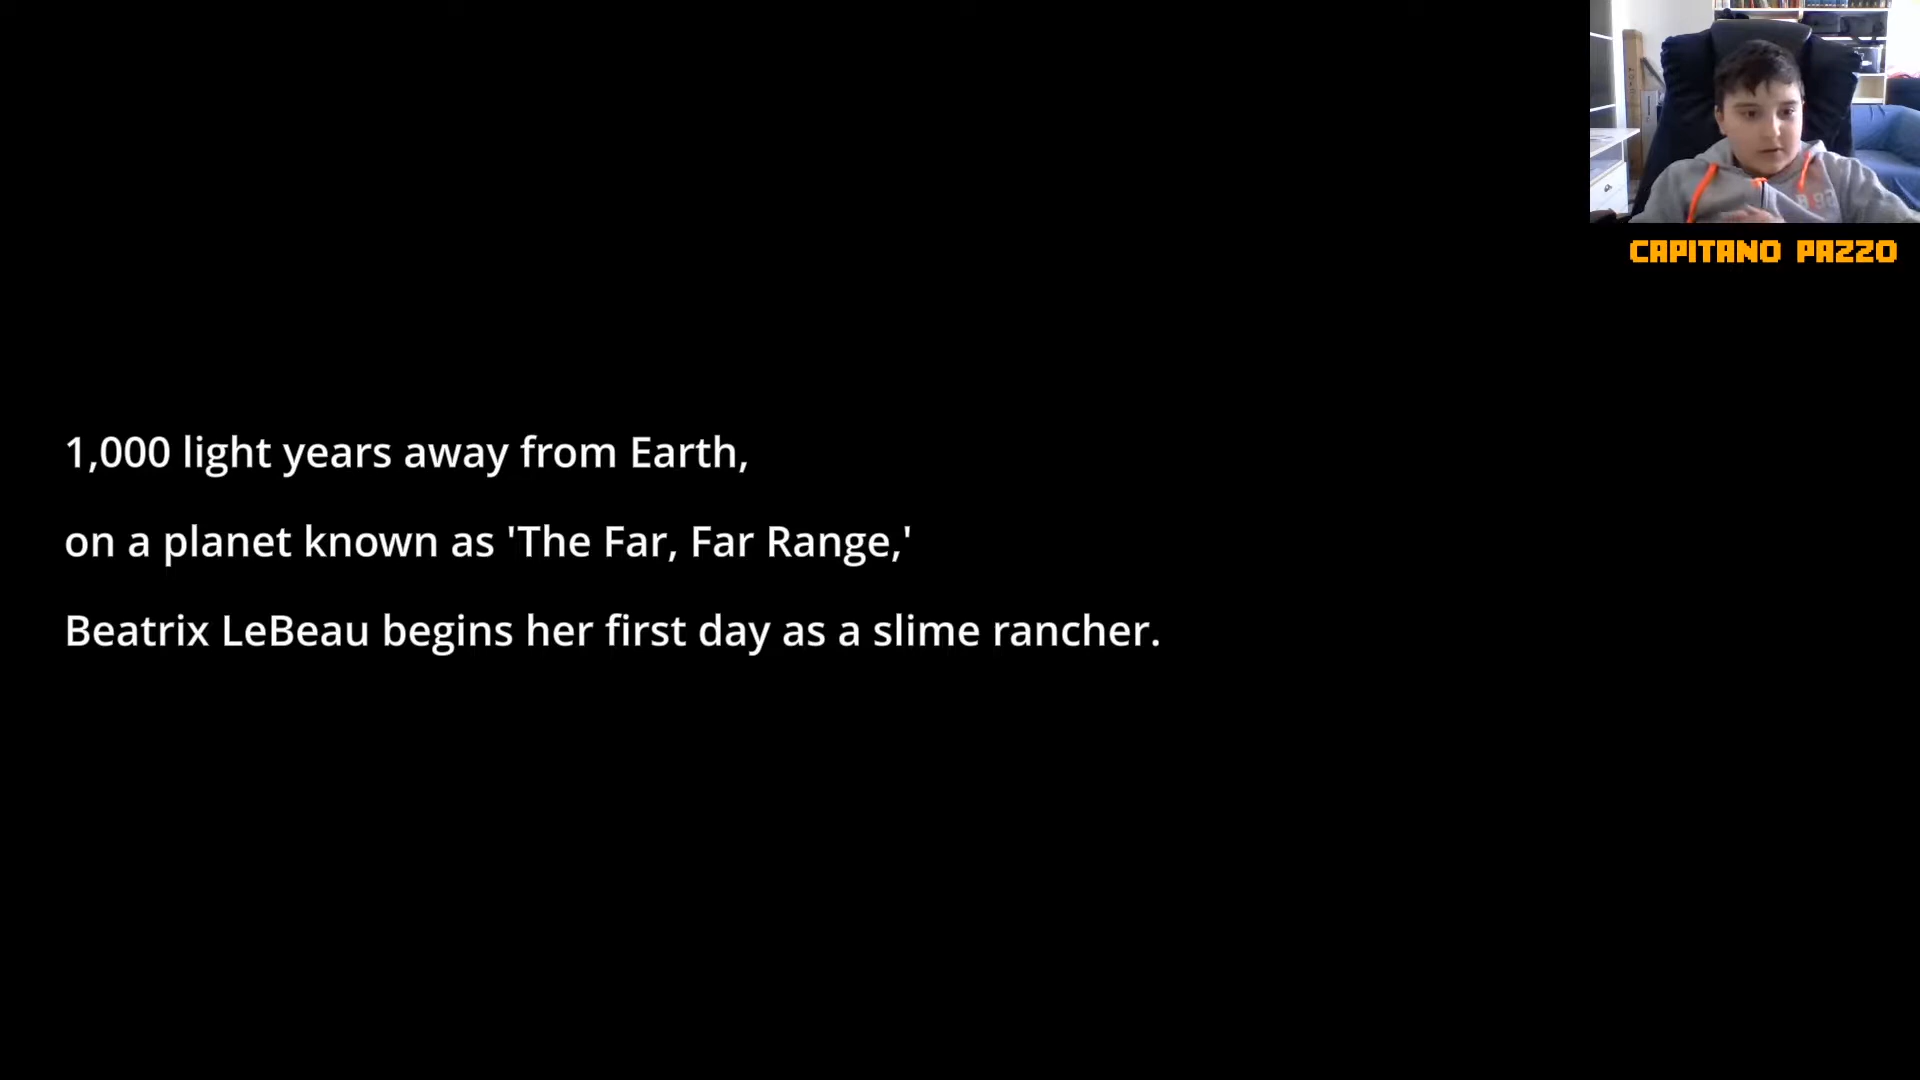 CAPITANO PAZZO
1,000 light years away from Earth,
on a planet known as 'The Far, Far Range,'
Beatrix LeBeau begins her first day as a slime rancher.